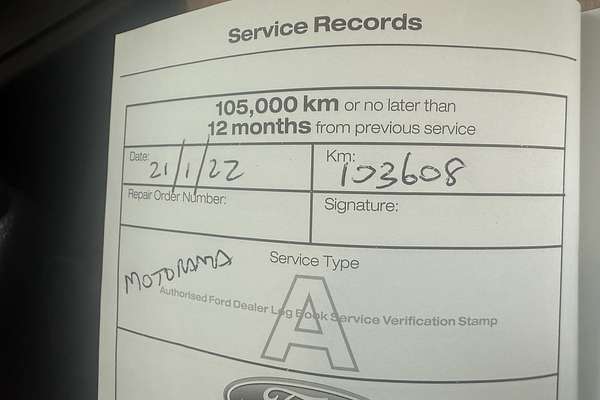 Service Records
105,000 km or no later than
12 months from previous service
Date: 21/1/22
Km: 103608
Repair Order Number:
Signature:
Service Type
MOTORAMA
Authorised Ford Dealer Log Book Service Verification Stamp
A